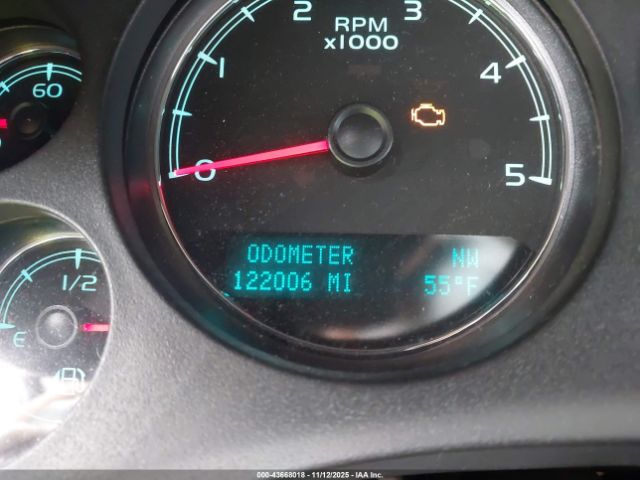 2
3
RPM
x1000
1
4
60
0
5
ODOMETER NW
122006 MI 55°F
1/2
E
000-43668018 - 11/12/2025 - IAA Inc.